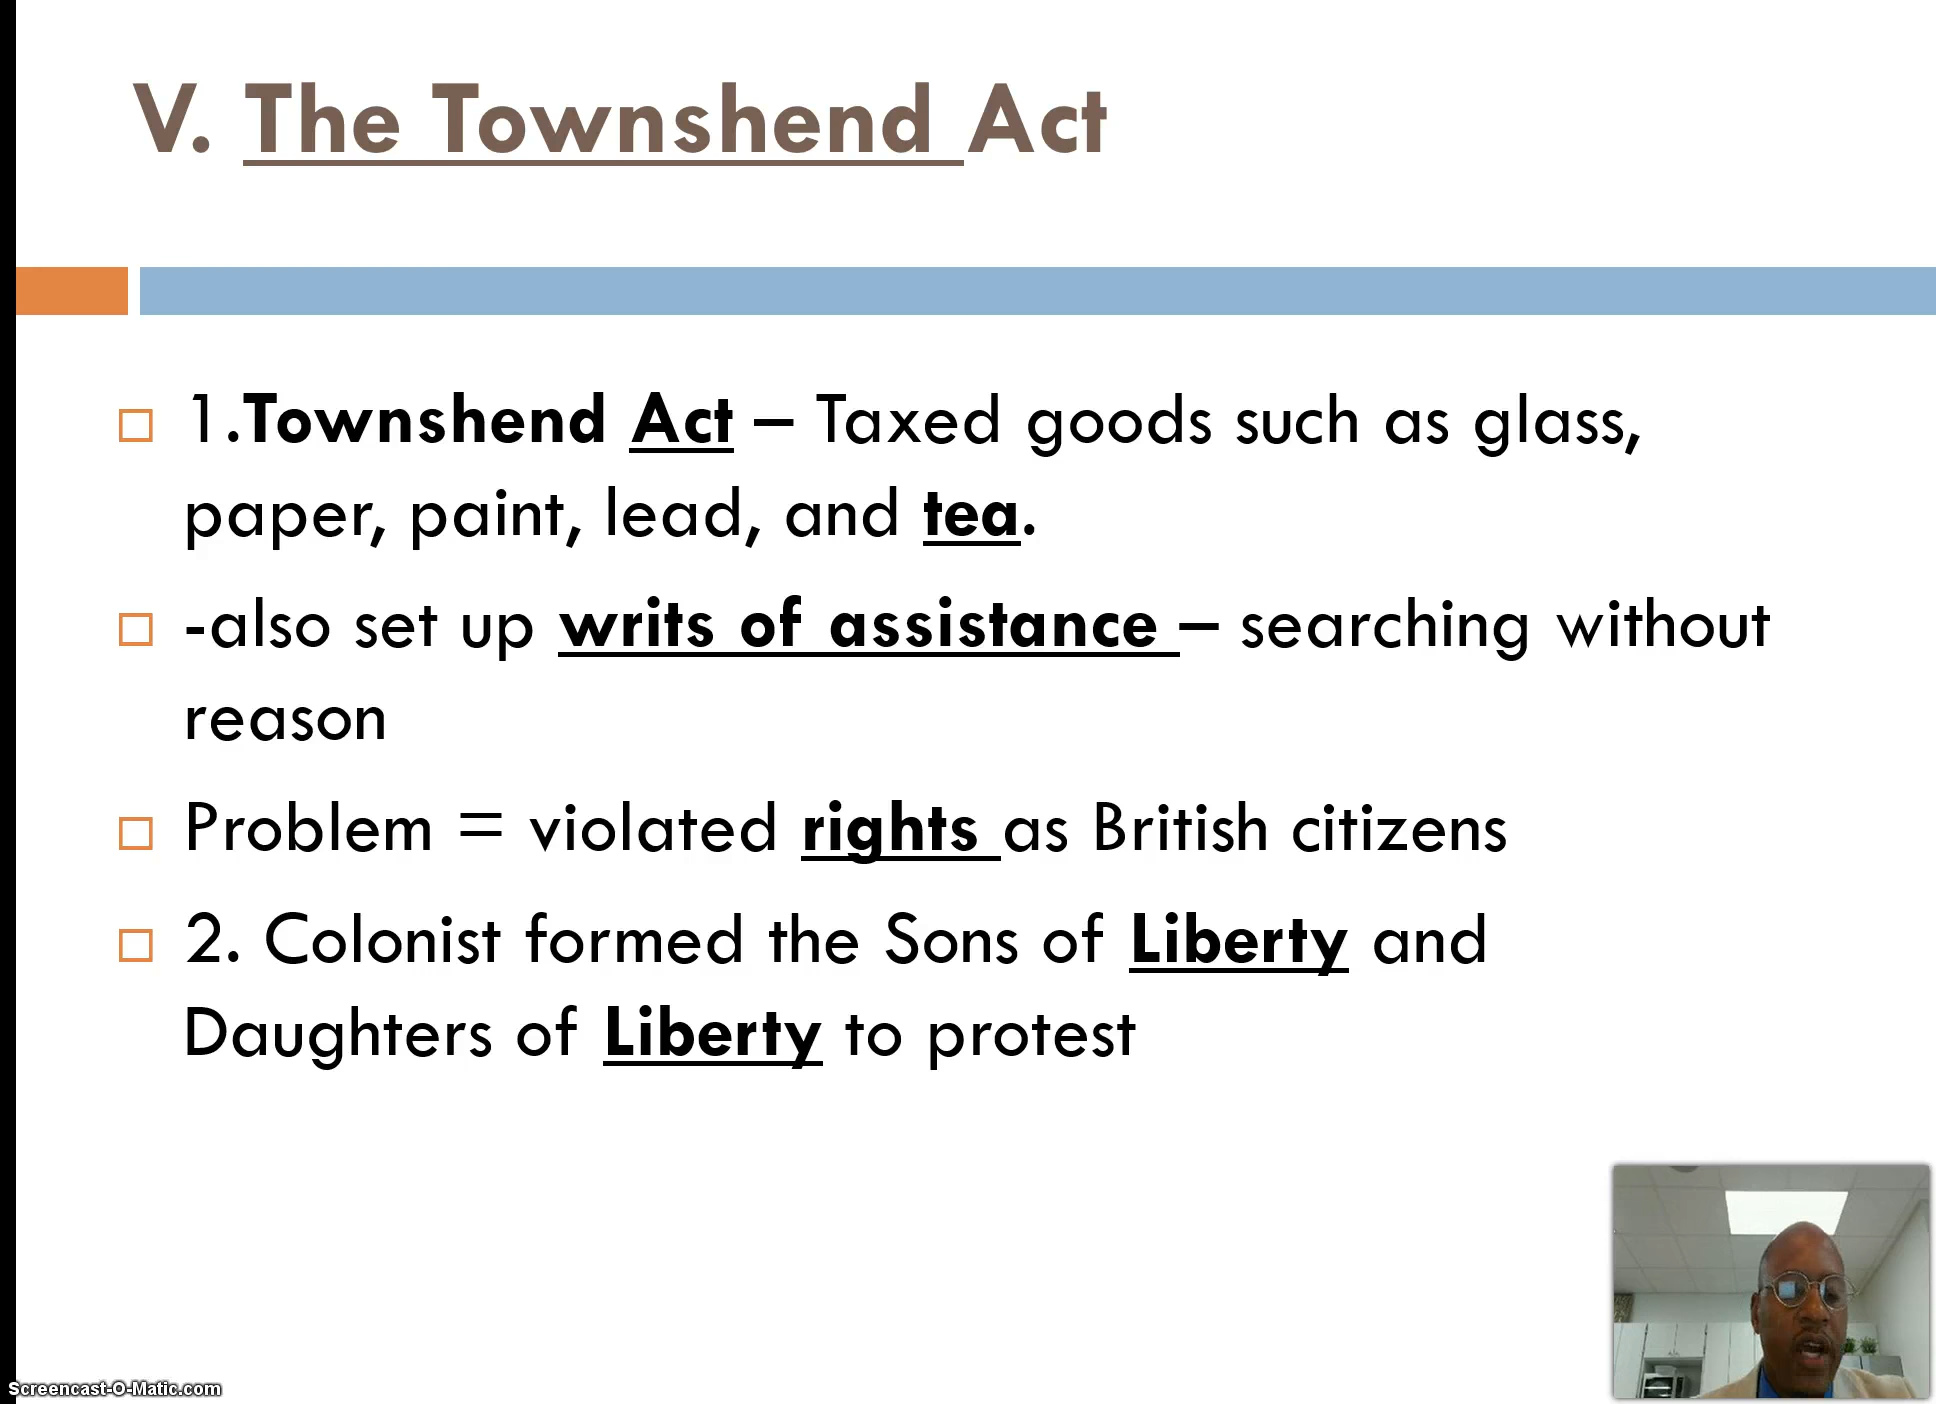 V. The Townshend Act
1.Townshend Act – Taxed goods such as glass,
paper, paint, lead, and tea.
-also set up writs of assistance – searching without
reason
Problem = violated rights as British citizens
2. Colonist formed the Sons of Liberty and
Daughters of Liberty to protest
Screencast-O-Matic.com